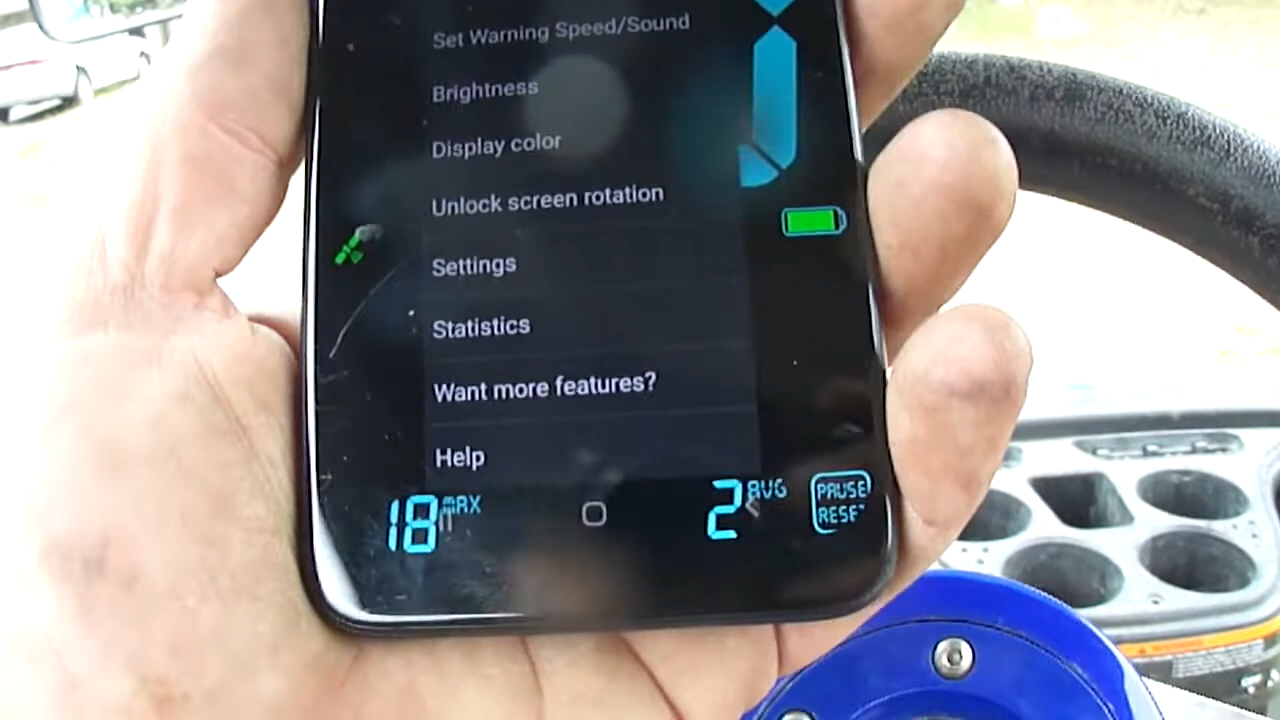 Set Warning Speed/Sound
Brightness
Display color
Unlock screen rotation
Settings
Statistics
Want more features?
Help
18 MAX
2 AVG
PAUSE
RESET